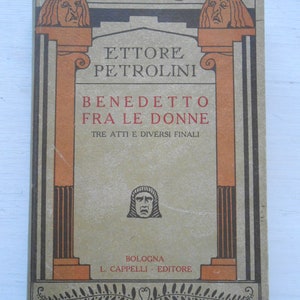 ETTORE
PETROLINI
BENEDETTO
FRA LE DONNE
TRE ATTI E DIVERSI FINALI
BOLOGNA
L. CAPPELLI - EDITORE